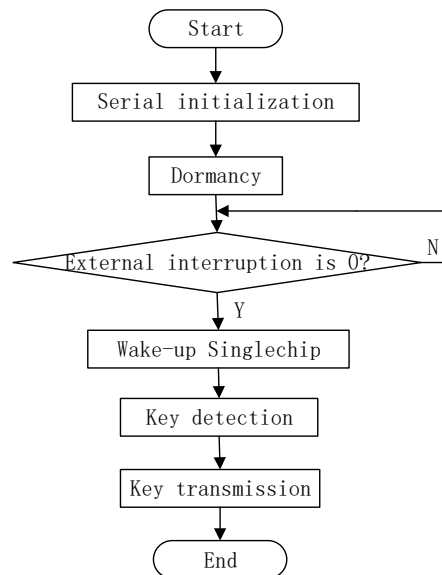 Start
Serial initialization
Dormancy
External interruption is 0?
N
Y
Wake-up Singlechip
Key detection
Key transmission
End